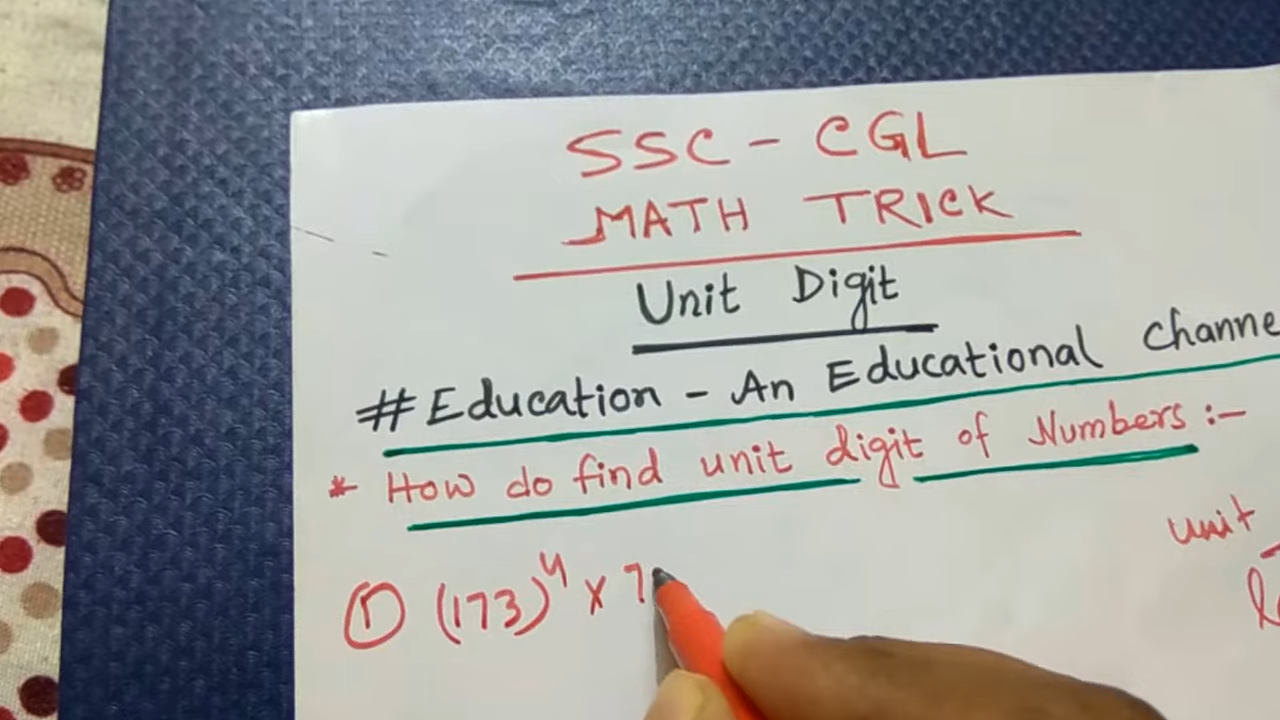 SSC - CGL
MATH TRICK
Unit Digit
#Education - An Educational Channe
* How do find unit digit of Numbers :-
unit
① (173)⁴ × 7